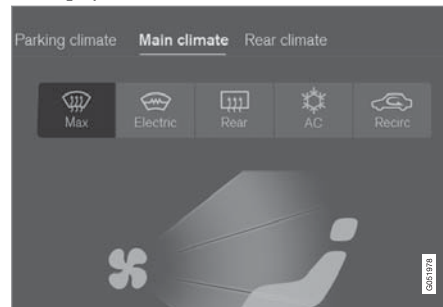 Parking climate Main climate Rear climate
Max Electric Rear AC Recirc
G051978